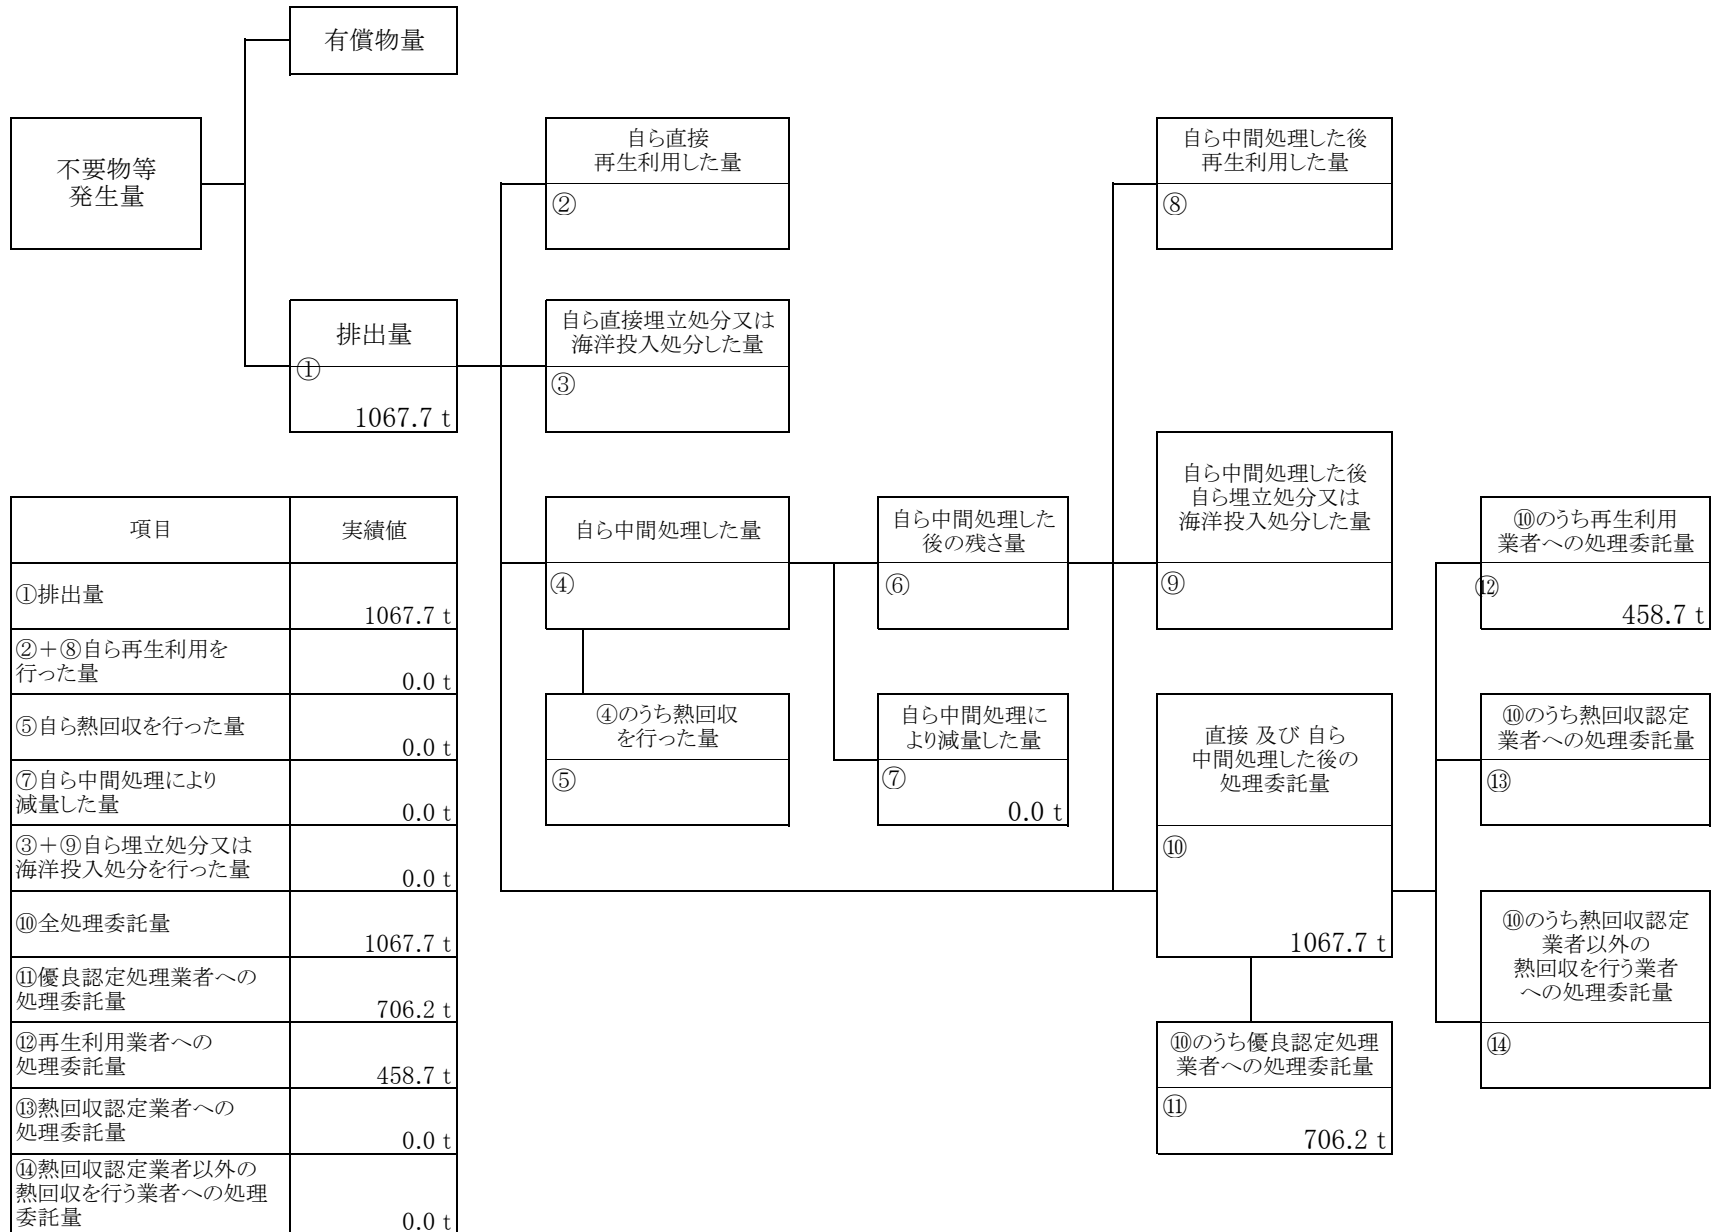 有償物量
不要物等
発生量
自ら直接
再生利用した量
②
自ら中間処理した後
再生利用した量
⑧
排出量
①
1067.7 t
自ら直接埋立処分又は
海洋投入処分した量
③
自ら中間処理した量
④
自ら中間処理した
後の残さ量
⑥
自ら中間処理した後
自ら埋立処分又は
海洋投入処分した量
⑨
⑩のうち再生利用
業者への処理委託量
⑫
458.7 t
④のうち熱回収
を行った量
⑤
自ら中間処理に
より減量した量
⑦
0.0 t
直接 及び 自ら
中間処理した後の
処理委託量
⑩
1067.7 t
⑩のうち熱回収認定
業者への処理委託量
⑬
⑩のうち熱回収認定
業者以外の
熱回収を行う業者
への処理委託量
⑭
⑩のうち優良認定処理
業者への処理委託量
⑪
706.2 t
項目 実績値
①排出量
1067.7 t
②+⑧自ら再生利用を
行った量
0.0 t
⑤自ら熱回収を行った量
0.0 t
⑦自ら中間処理により
減量した量
0.0 t
③+⑨自ら埋立処分又は
海洋投入処分を行った量
0.0 t
⑩全処理委託量
1067.7 t
⑪優良認定処理業者への
処理委託量
706.2 t
⑫再生利用業者への
処理委託量
458.7 t
⑬熱回収認定業者への
処理委託量
0.0 t
⑭熱回収認定業者以外の
熱回収を行う業者への処理
委託量
0.0 t